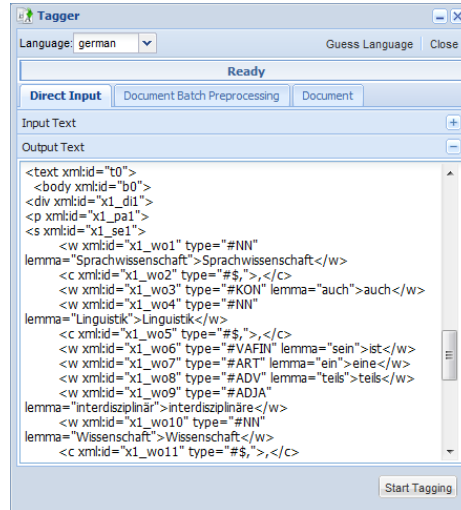 Tagger
Language: german Guess Language Close
Ready
Direct Input Document Batch Preprocessing Document
Input Text
Output Text
<text xml:id="t0">
<body xml:id="b0">
<div xml:id="x1_di1">
<p xml:id="x1_pa1">
<s xml:id="x1_se1">
<w xml:id="x1_wo1" type="#NN"
lemma="Sprachwissenschaft">Sprachwissenschaft</w>
<c xml:id="x1_wo2" type="#$,">,</c>
<w xml:id="x1_wo3" type="#KON" lemma="auch">auch</w>
<w xml:id="x1_wo4" type="#NN"
lemma="Linguistik">Linguistik</w>
<c xml:id="x1_wo5" type="#$,">,</c>
<w xml:id="x1_wo6" type="#VAFIN" lemma="sein">ist</w>
<w xml:id="x1_wo7" type="#ART" lemma="ein">eine</w>
<w xml:id="x1_wo8" type="#ADV" lemma="teils">teils</w>
<w xml:id="x1_wo9" type="#ADJA"
lemma="interdisziplinär">interdisziplinäre</w>
<w xml:id="x1_wo10" type="#NN"
lemma="Wissenschaft">Wissenschaft</w>
<c xml:id="x1_wo11" type="#$,">,</c>
Start Tagging